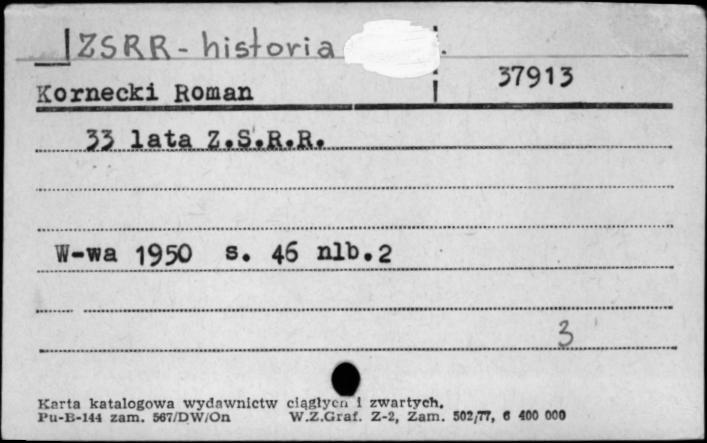 ZSRR - historia
37913
Kornecki Roman
33 lata Z.S.R.R.
W-wa 1950 s. 46 nlb.2
3
Karta katalogowa wydawnictw ciągłych i zwartych.
Pu-B-144 zam. 567/DW/On W.Z.Graf. Z-2, Zam. 502/77, 6 400 000